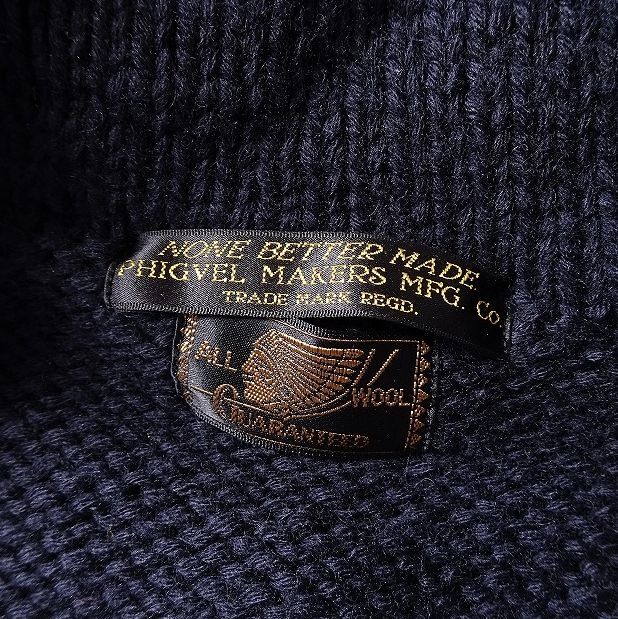 NONE BETTER MADE
PHIGVEL MAKERS MFG. Co.
TRADE MARK REGD.
ALL WOOL
GUARANTEED